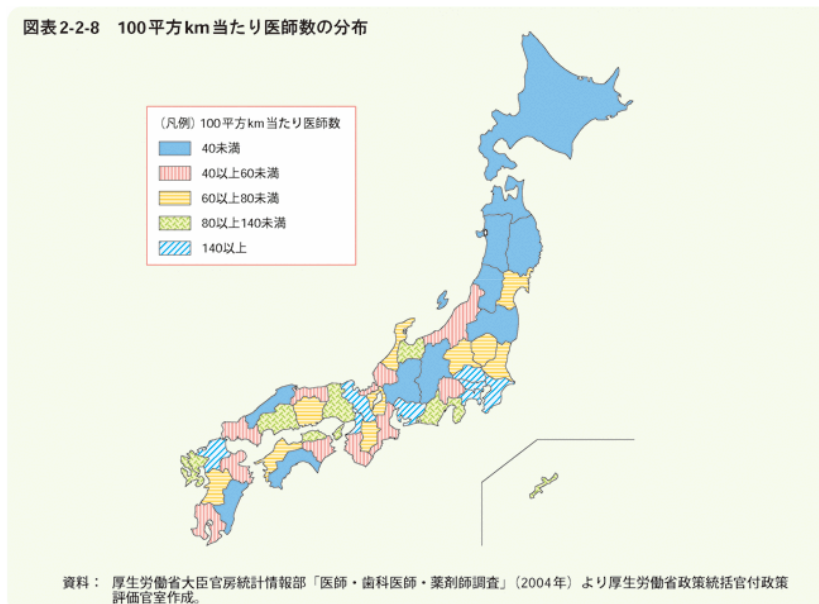 図表2-2-8 100平方km当たり医師数の分布
(凡例)100平方km当たり医師数
40未満
40以上60未満
60以上80未満
80以上140未満
140以上
資料: 厚生労働省大臣官房統計情報部「医師・歯科医師・薬剤師調査」(2004年)より厚生労働省政策統括官付政策
評価官室作成。